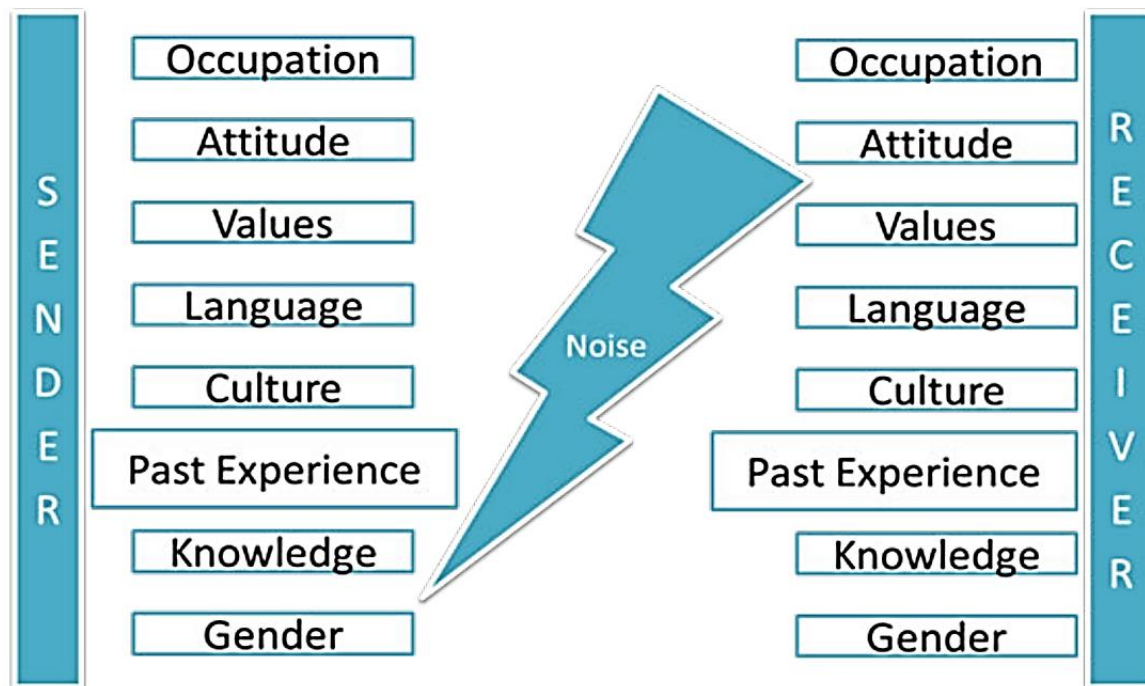 SENDER
Occupation
Attitude
Values
Language
Culture
Past Experience
Knowledge
Gender
Noise
Occupation
Attitude
Values
Language
Culture
Past Experience
Knowledge
Gender
RECEIVER